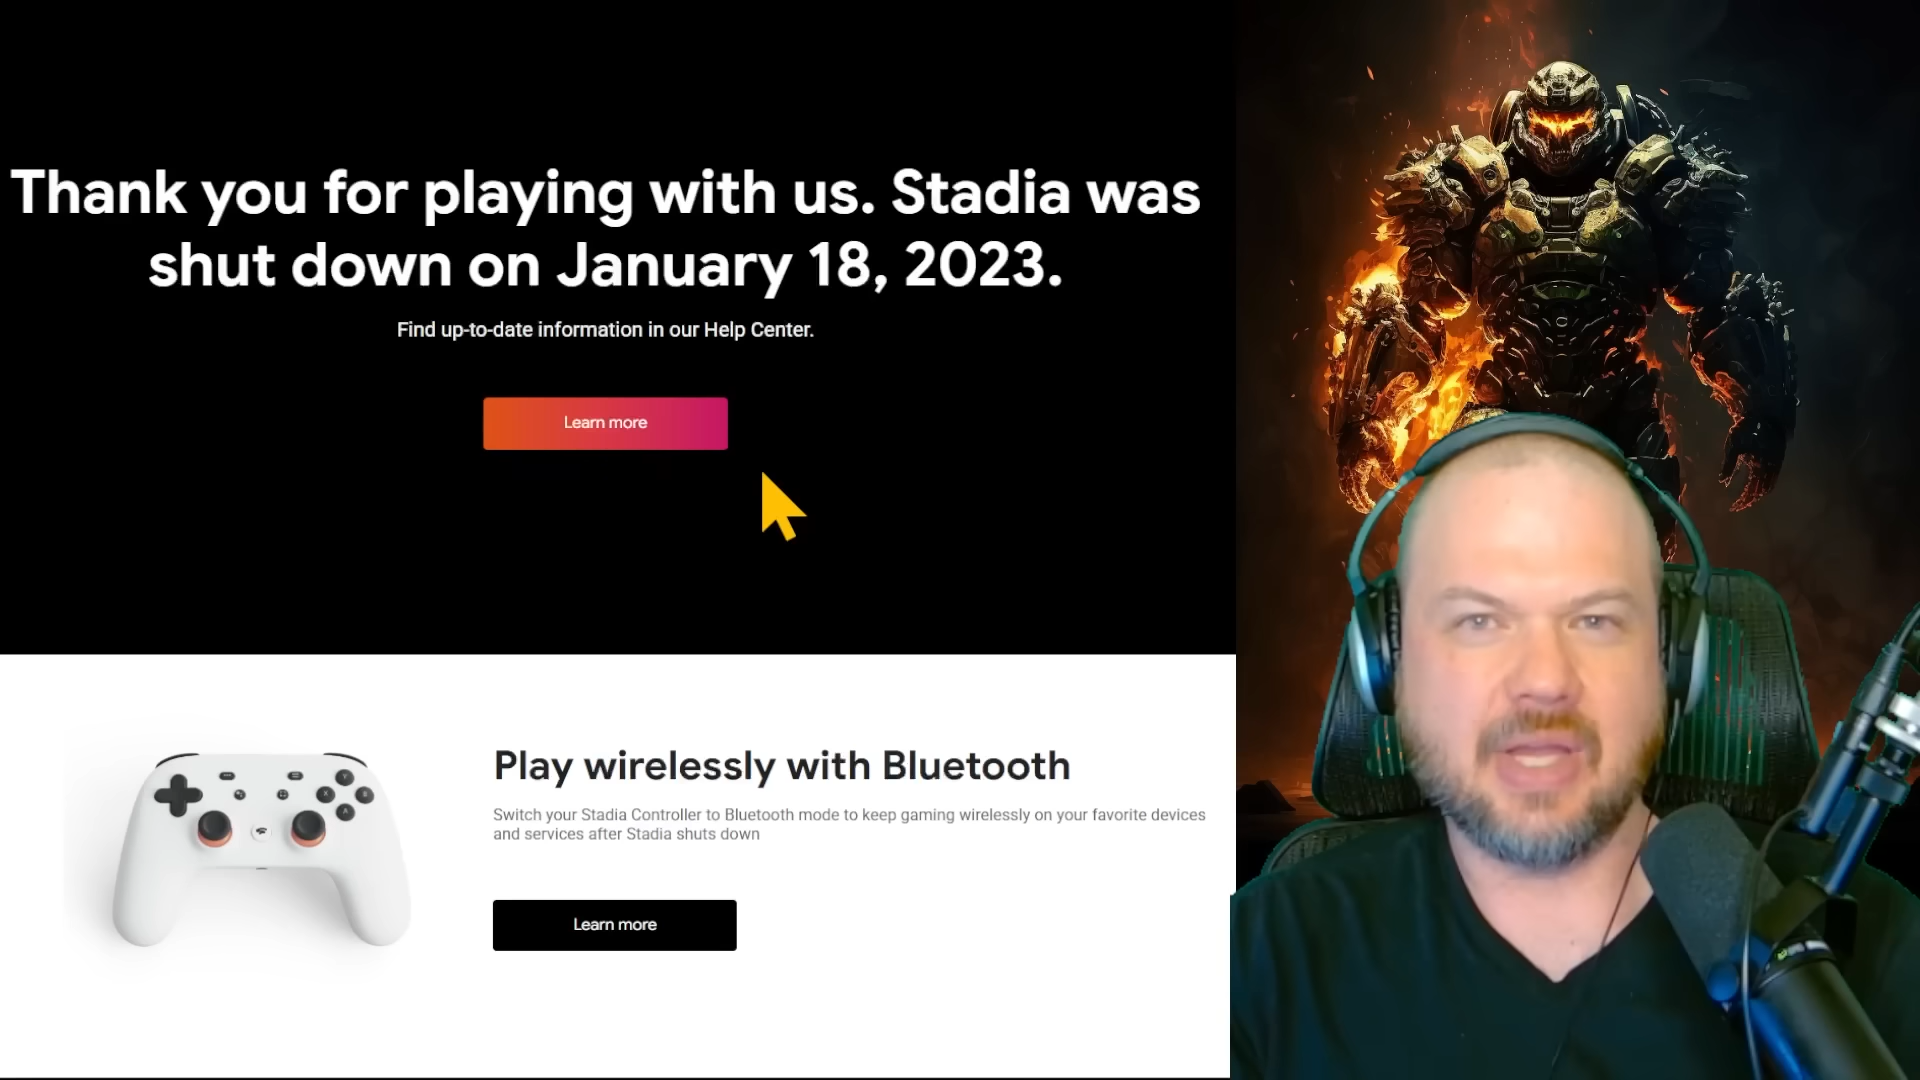 Thank you for playing with us. Stadia was
shut down on January 18, 2023.
Find up-to-date information in our Help Center.
Learn more
Play wirelessly with Bluetooth
Switch your Stadia Controller to Bluetooth mode to keep gaming wirelessly on your favorite devices
and services after Stadia shuts down
Learn more